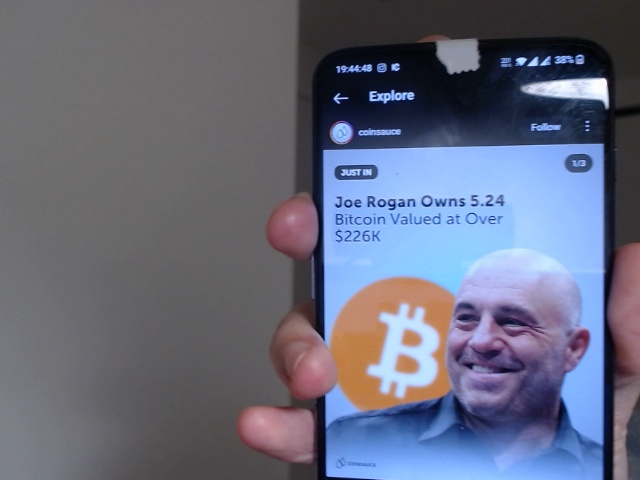 19:44:48
38%
Explore
coinsauce
Follow
JUST IN
1/3
Joe Rogan Owns 5.24
Bitcoin Valued at Over
$226K
COINSAUCE